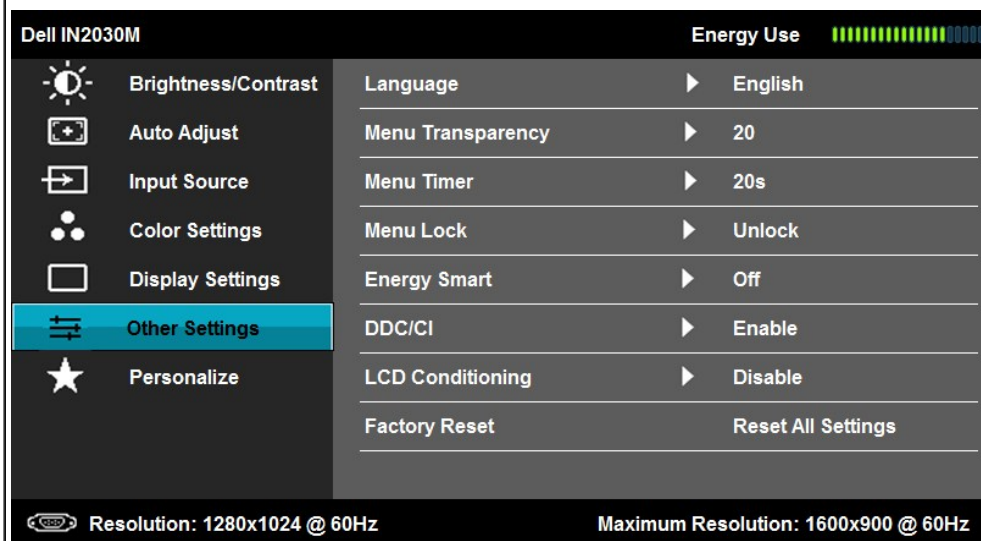 Dell IN2030M Energy Use
Brightness/Contrast Language English
Auto Adjust Menu Transparency 20
Input Source Menu Timer 20s
Color Settings Menu Lock Unlock
Display Settings Energy Smart Off
Other Settings DDC/CI Enable
Personalize LCD Conditioning Disable
Factory Reset Reset All Settings
Resolution: 1280x1024 @ 60Hz Maximum Resolution: 1600x900 @ 60Hz